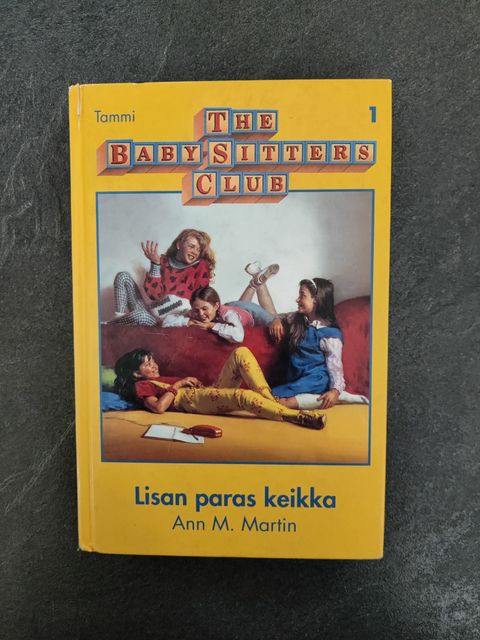 Tammi
1
THE
BABY-SITTERS
CLUB
Lisan paras keikka
Ann M. Martin